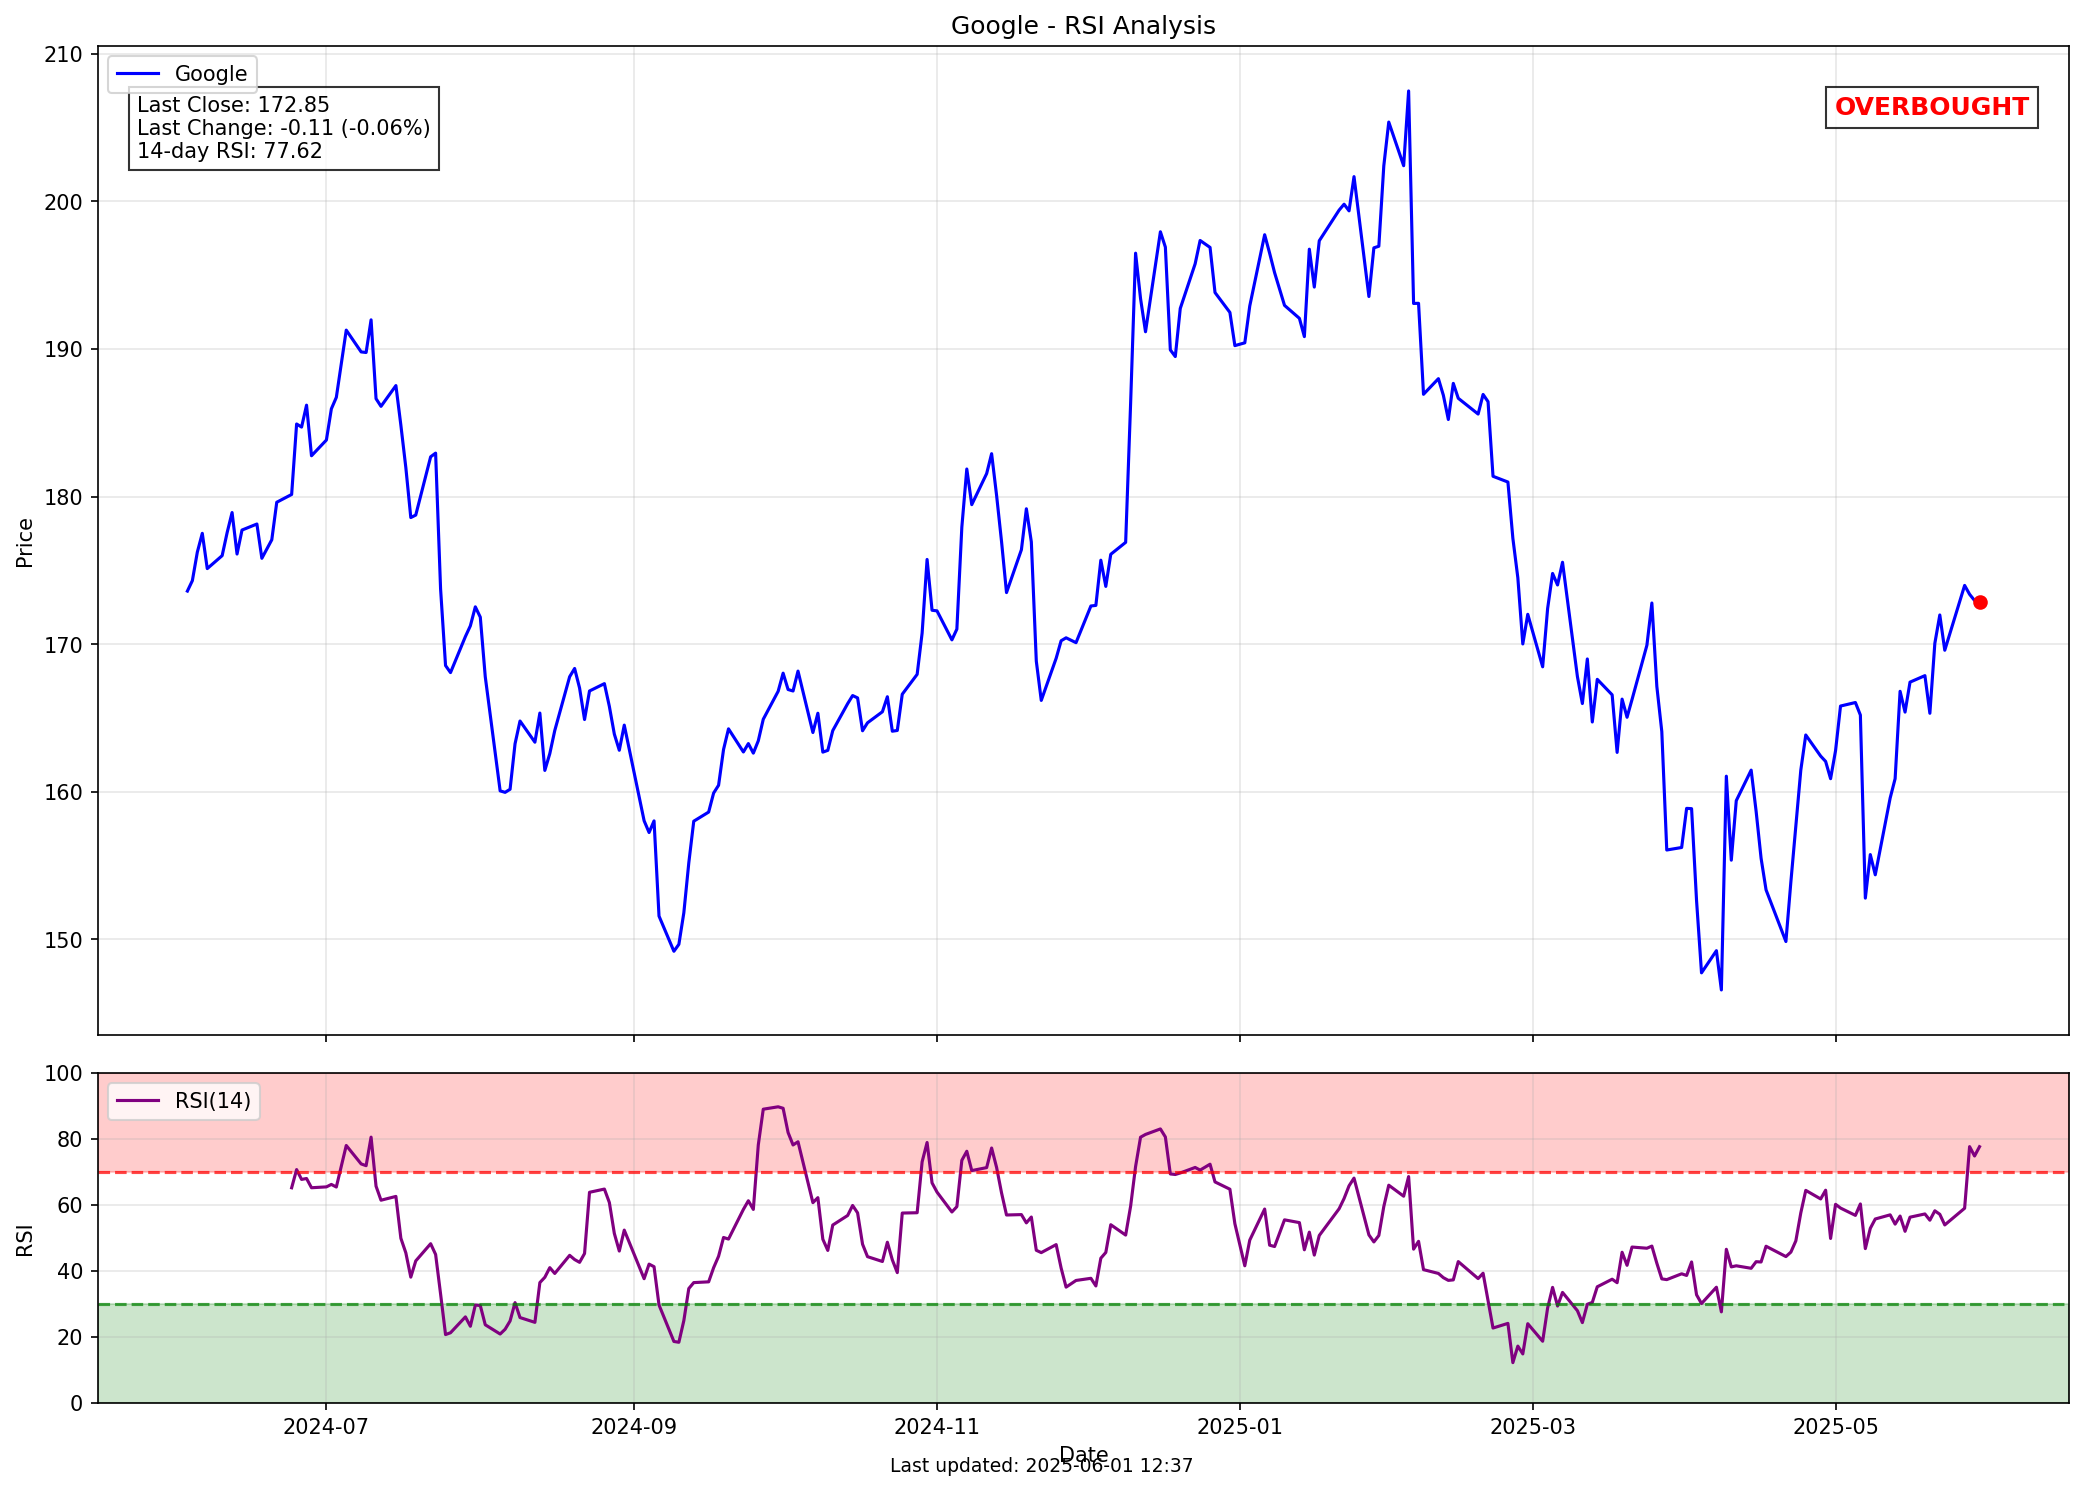 Google - RSI Analysis
210
200
190
180
170
160
150
Price
Google
Last Close: 172.85
Last Change: -0.11 (-0.06%)
14-day RSI: 77.62
OVERBOUGHT
100
80
60
40
20
0
RSI
RSI(14)
2024-07
2024-09
2024-11
2025-01
2025-03
2025-05
Date
Last updated: 2025-06-01 12:37